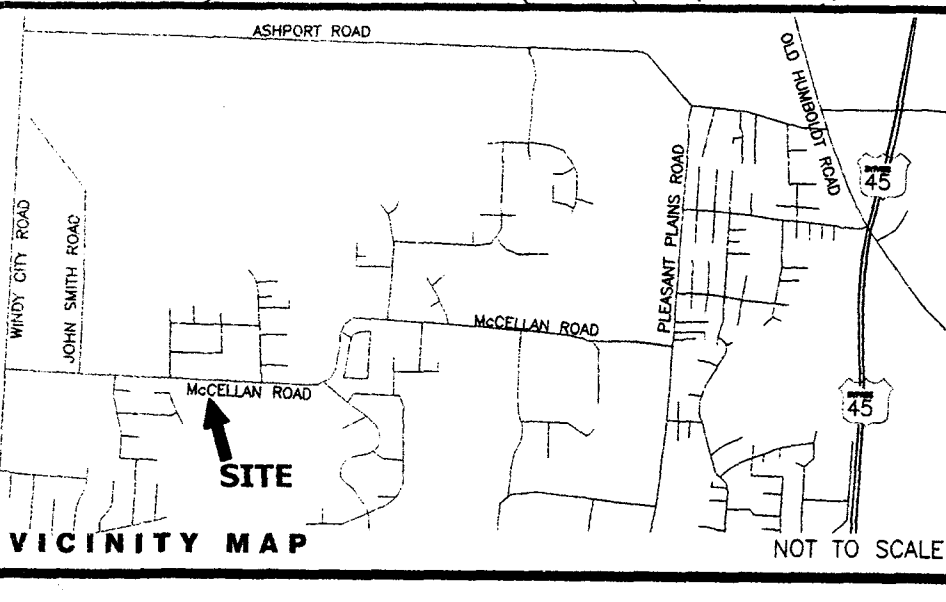 ASHPORT ROAD
OLD HUMBOLDT ROAD
45
PLEASANT PLAINS ROAD
WINDY CITY ROAD
JOHN SMITH ROAD
McCELLAN ROAD
McCELLAN ROAD
45
SITE
VICINITY MAP
NOT TO SCALE